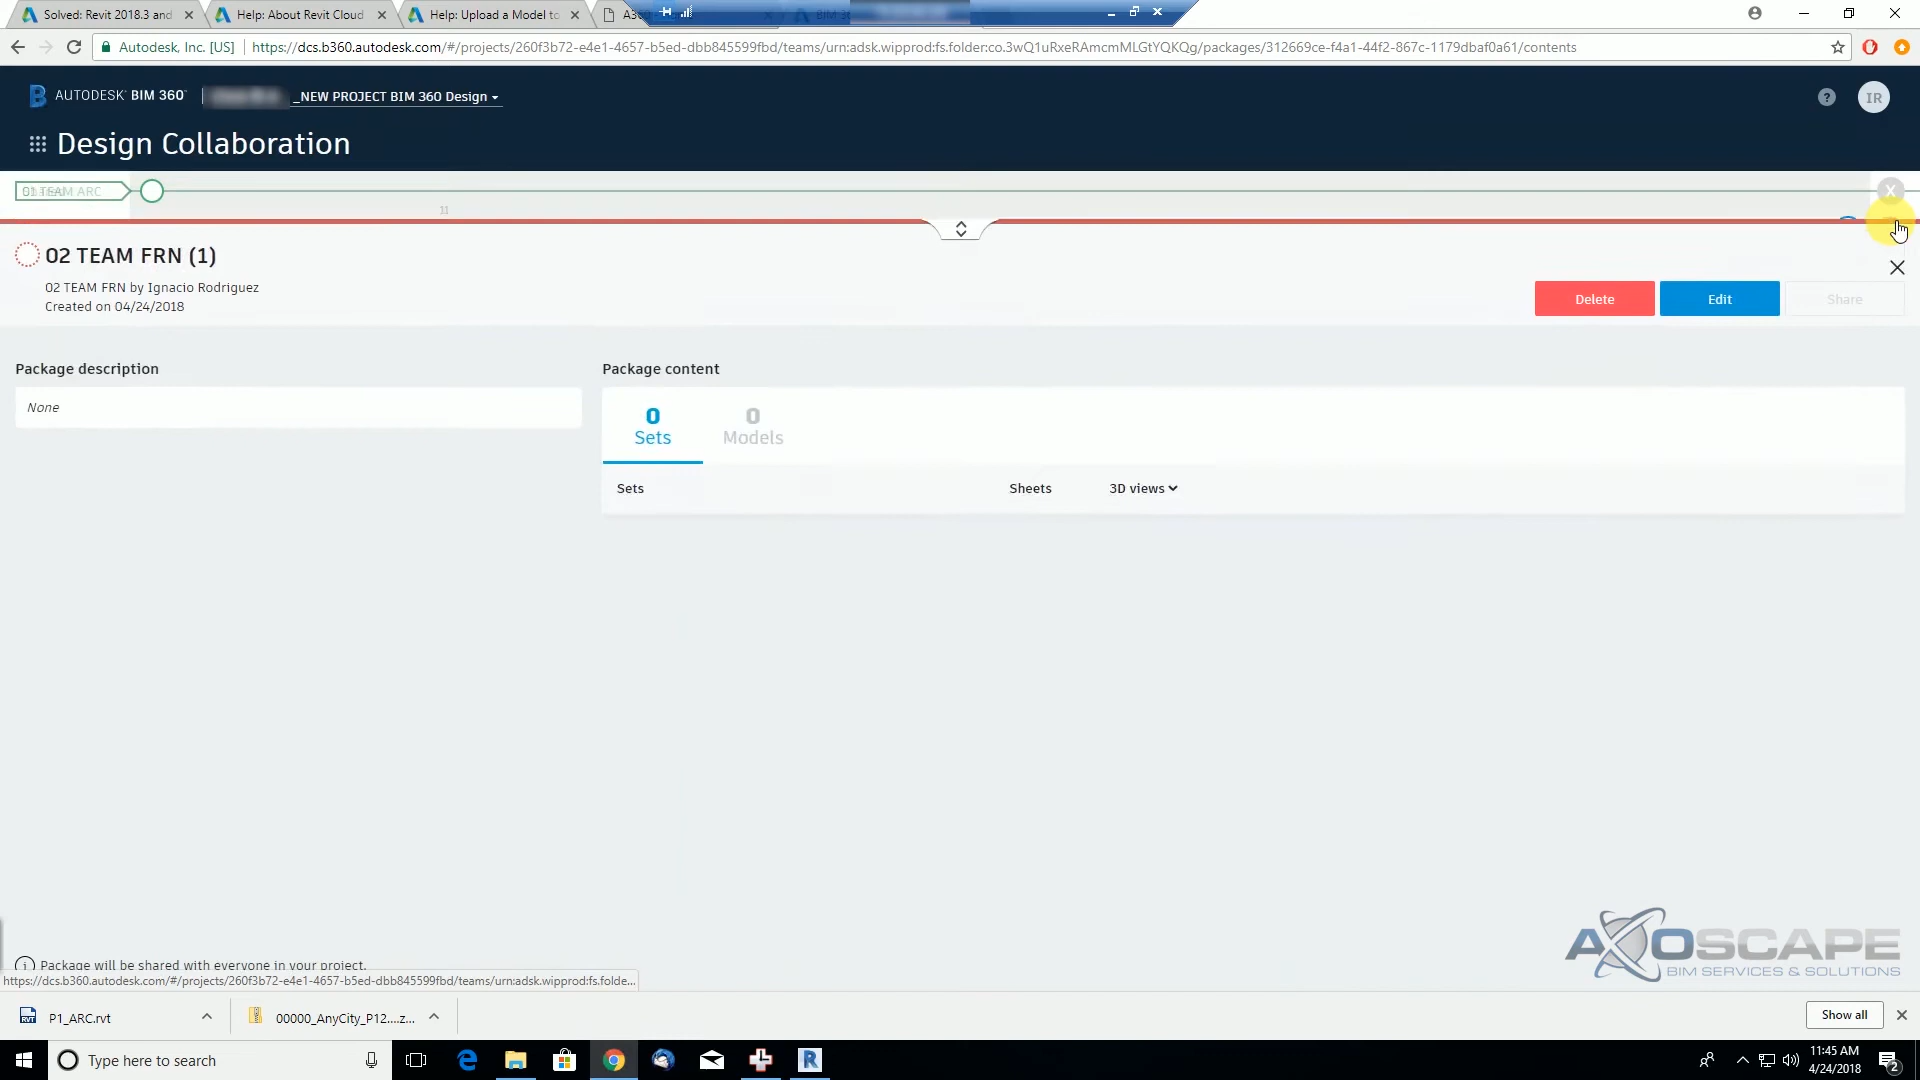 Solved: Revit 2018.3 and
Help: About Revit Cloud
Help: Upload a Model to
Autodesk, Inc. [US]
https://dcs.b360.autodesk.com/#/projects/260f3b72-e4e1-4657-b5ed-dbb845599fbd/teams/urn:adsk.wipprod:fs.folder:co.3wQ1uRxeRAmcmMLGtYQKQg/packages/312669ce-f4a1-44f2-867c-1179dbaf0a61/contents
AUTODESK® BIM 360™
_NEW PROJECT BIM 360 Design
? IR
Design Collaboration
01 TEAM ARC
X
11
02 TEAM FRN (1)
02 TEAM FRN by Ignacio Rodriguez
Created on 04/24/2018
Delete
Edit
Share
Package description
None
Package content
0
Sets
0
Models
Sets
Sheets
3D views
Package will be shared with everyone in your project.
https://dcs.b360.autodesk.com/#/projects/260f3b72-e4e1-4657-b5ed-dbb845599fbd/teams/urn:adsk.wipprod:fs.folde...
AXOSCAPE
BIM SERVICES & SOLUTIONS
P1_ARC.rvt
00000_AnyCity_P12....z...
Show all
Type here to search
11:45 AM
4/24/2018
2